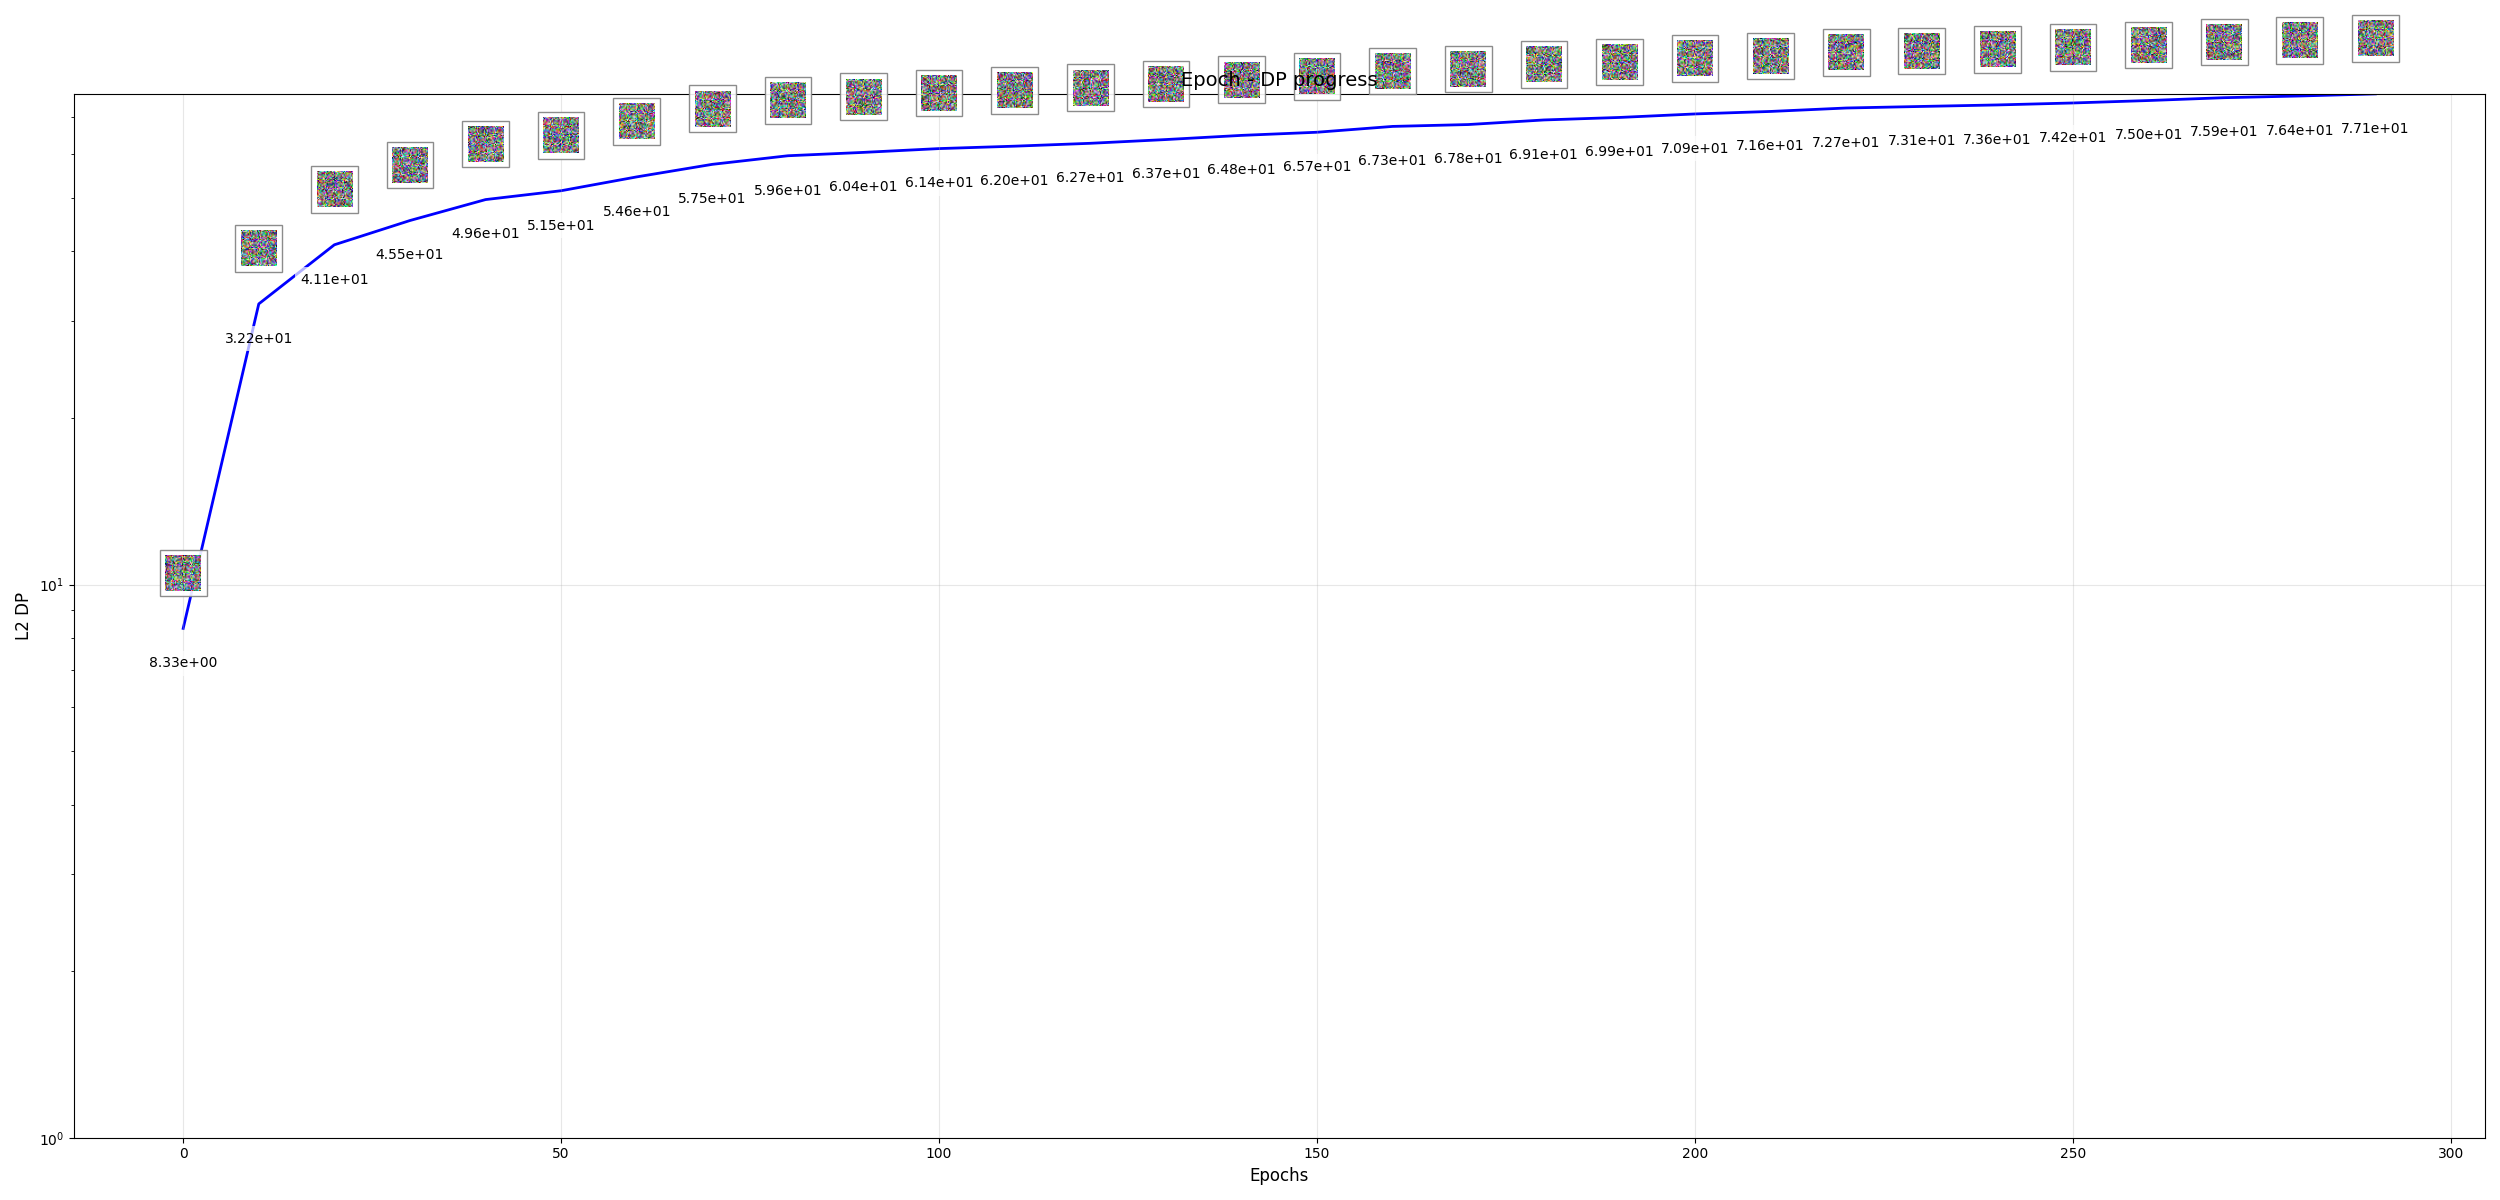 Epoch - DP progress
L2 DP
10¹
10⁰
8.33e+00
3.22e+01
4.11e+01
4.55e+01
4.96e+01
5.15e+01
5.46e+01
5.75e+01
5.96e+01
6.04e+01
6.14e+01
6.20e+01
6.27e+01
6.37e+01
6.48e+01
6.57e+01
6.73e+01
6.78e+01
6.91e+01
6.99e+01
7.09e+01
7.16e+01
7.27e+01
7.31e+01
7.36e+01
7.42e+01
7.50e+01
7.59e+01
7.64e+01
7.71e+01
0 50 100 150 200 250 300
Epochs